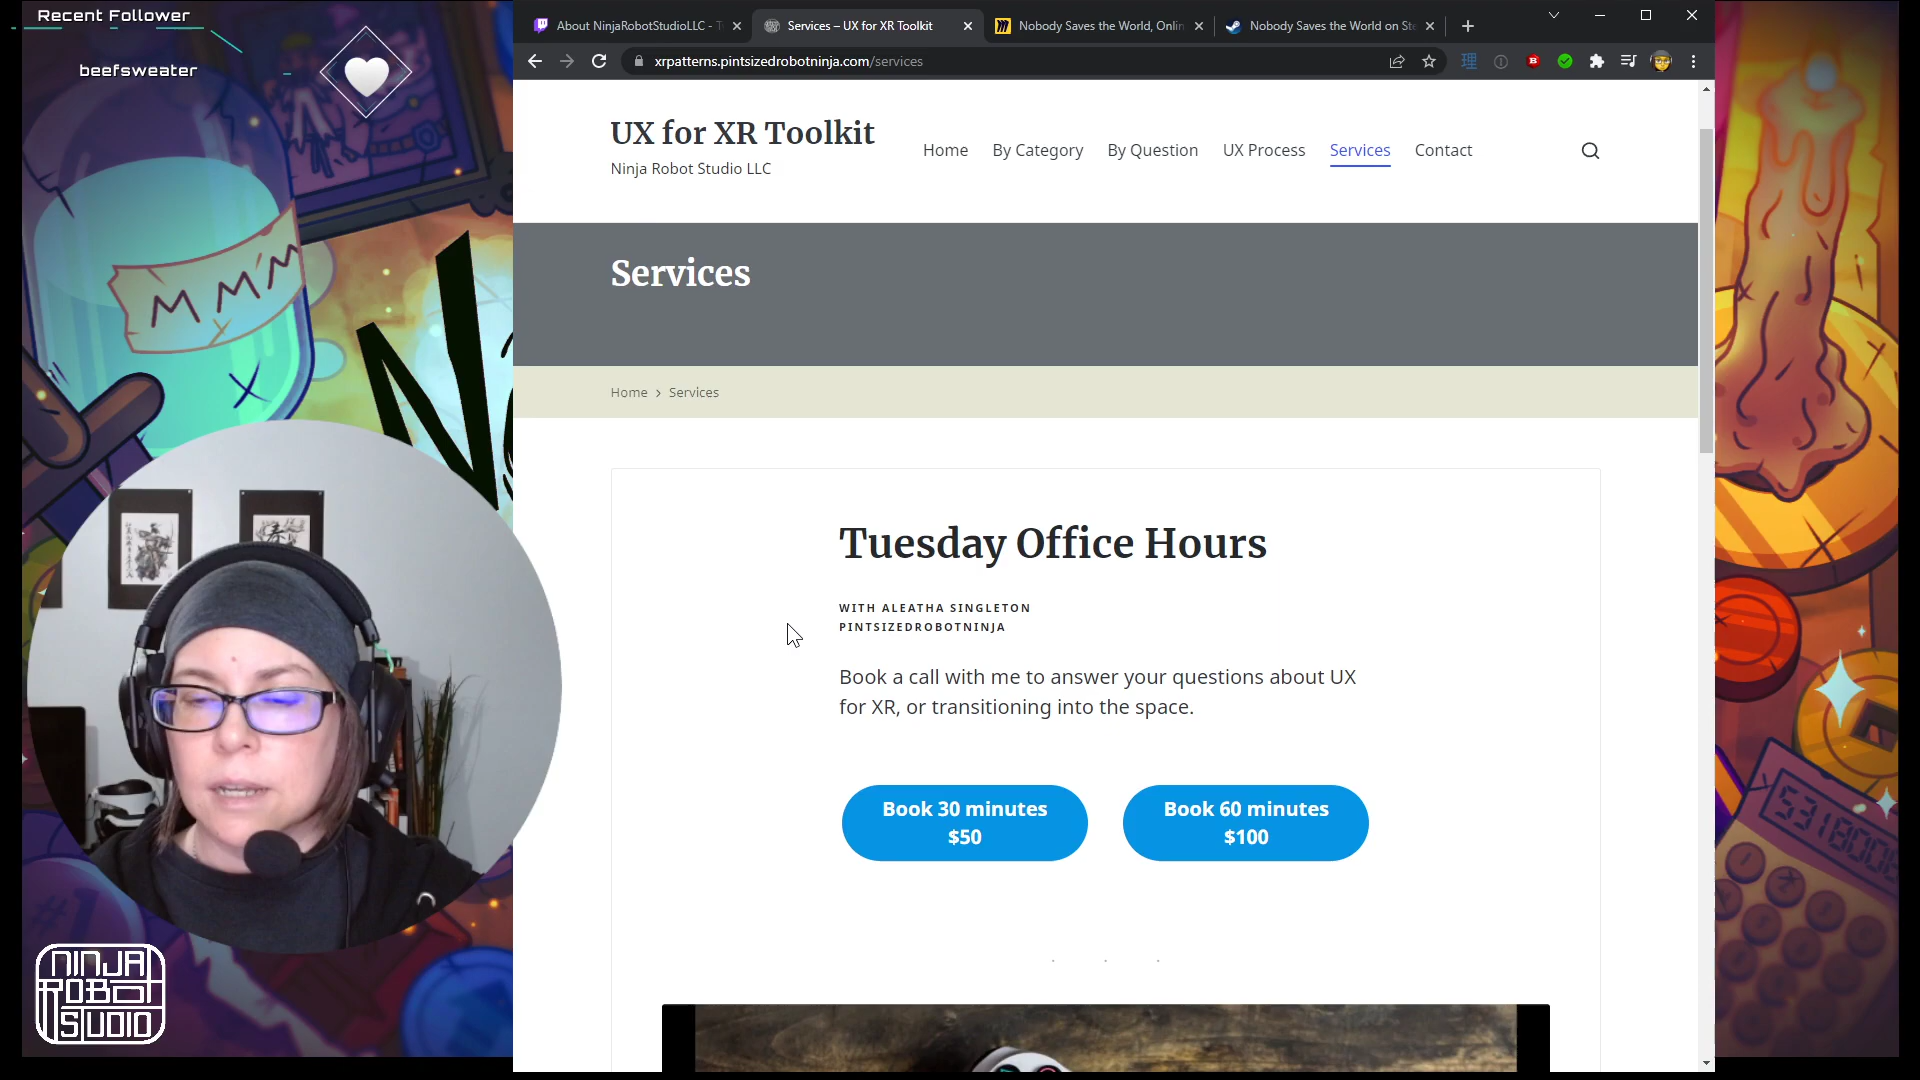 Recent Follower
beefsweater
MMM
#1
NINJA
ROBOT
STUDIO
About NinjaRobotStudioLLC - T
Services – UX for XR Toolkit
Nobody Saves the World, Onlin
Nobody Saves the World on Ste
xrpatterns.pintsizedrobotninja.com/services
UX for XR Toolkit
Ninja Robot Studio LLC
Home
By Category
By Question
UX Process
Services
Contact
Services
Home > Services
Tuesday Office Hours
WITH ALEATHA SINGLETON
PINTSIZEDROBOTNINJA
Book a call with me to answer your questions about UX
for XR, or transitioning into the space.
Book 30 minutes
$50
Book 60 minutes
$100